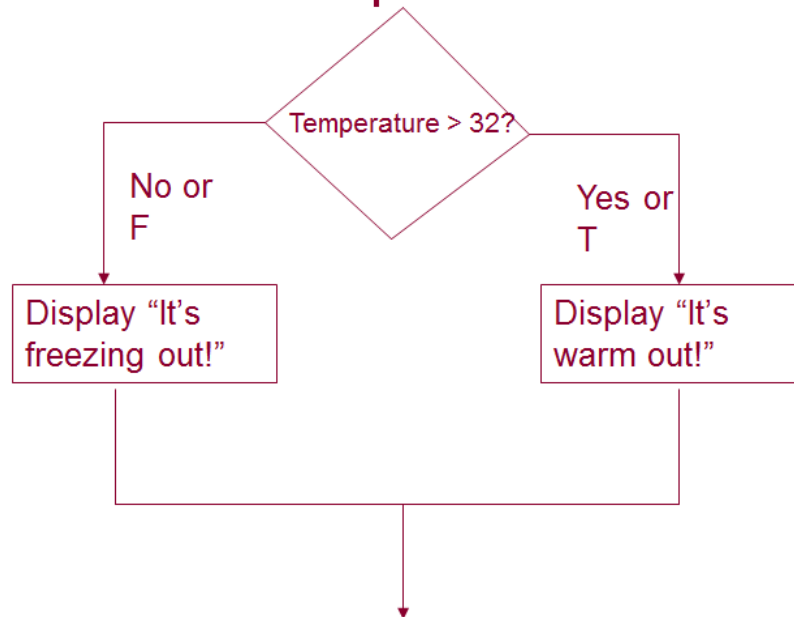 Temperature > 32?
No or
F
Yes or
T
Display “It’s
freezing out!”
Display “It’s
warm out!”